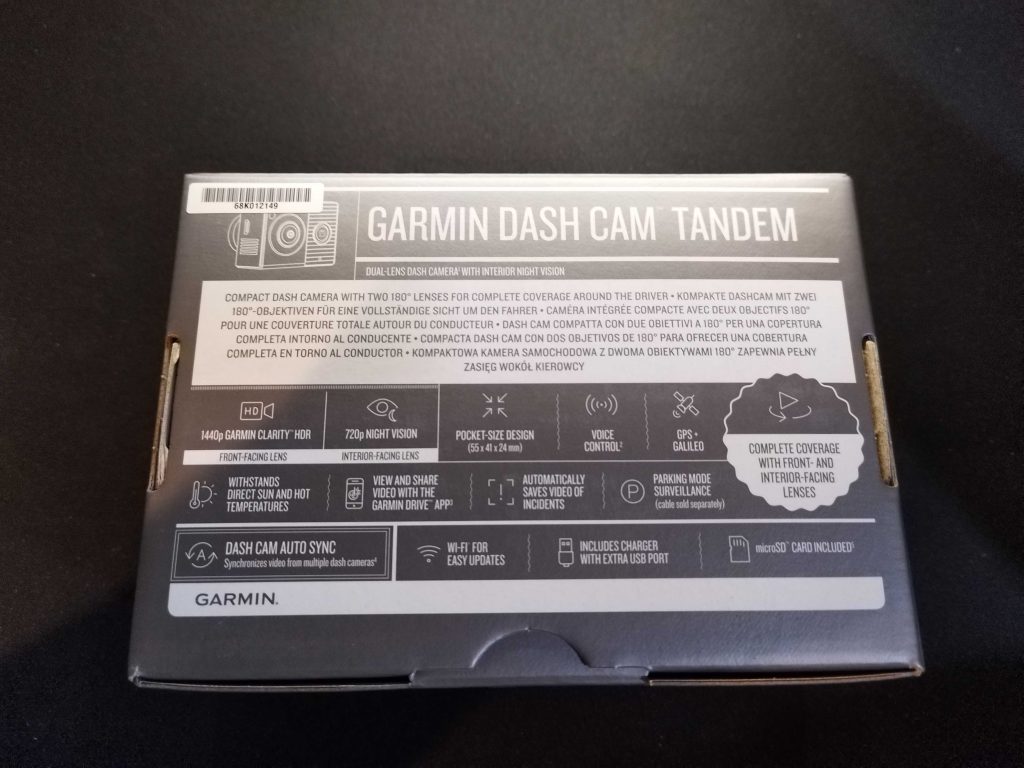 68K012149
GARMIN DASH CAM™ TANDEM
DUAL-LENS DASH CAMERA¹ WITH INTERIOR NIGHT VISION
COMPACT DASH CAMERA WITH TWO 180° LENSES FOR COMPLETE COVERAGE AROUND THE DRIVER • KOMPAKTE DASHCAM MIT ZWEI
180°-OBJEKTIVEN FÜR EINE VOLLSTÄNDIGE SICHT UM DEN FAHRER • CAMÉRA INTÉGRÉE COMPACTE AVEC DEUX OBJECTIFS 180°
POUR UNE COUVERTURE TOTALE AUTOUR DU CONDUCTEUR • DASH CAM COMPATTA CON DUE OBIETTIVI A 180° PER UNA COPERTURA
COMPLETA INTORNO AL CONDUCENTE • COMPACTA DASH CAM CON DOS OBJETIVOS DE 180° PARA OFRECER UNA COBERTURA
COMPLETA EN TORNO AL CONDUCTOR • KOMPAKTOWA KAMERA SAMOCHODOWA Z DWOMA OBIEKTYWAMI 180° ZAPEWNIA PEŁNY
ZASIĘG WOKÓŁ KIEROWCY
HD
1440p GARMIN CLARITY™ HDR
FRONT-FACING LENS
720p NIGHT VISION
INTERIOR-FACING LENS
POCKET-SIZE DESIGN
(55 x 41 x 24 mm)
VOICE
CONTROL²
GPS +
GALILEO
COMPLETE COVERAGE
WITH FRONT- AND
INTERIOR-FACING
LENSES
WITHSTANDS
DIRECT SUN AND HOT
TEMPERATURES
VIEW AND SHARE
VIDEO WITH THE
GARMIN DRIVE™ APP³
AUTOMATICALLY
SAVES VIDEO OF
INCIDENTS
P
PARKING MODE
SURVEILLANCE
(cable sold separately)
A
DASH CAM AUTO SYNC
Synchronizes video from multiple dash cameras⁴
WI-FI® FOR
EASY UPDATES
INCLUDES CHARGER
WITH EXTRA USB PORT
microSD™ CARD INCLUDED⁵
GARMIN.